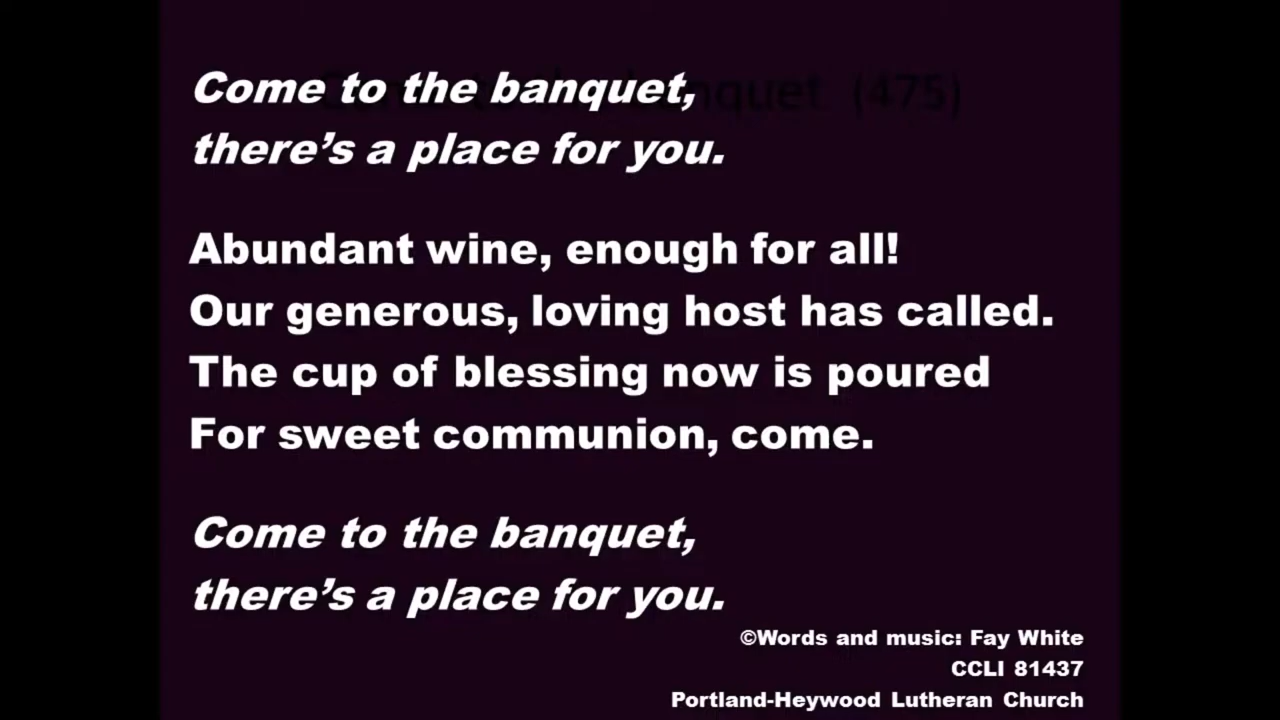 Come to the banquet,
nquet (475)
there's a place for you.
Abundant wine, enough for all!
Our generous, loving host has called.
The cup of blessing now is poured
For sweet communion, come.
Come to the banquet,
there's a place for you.
©Words and music: Fay White
CCLI 81437
Portland-Heywood Lutheran Church